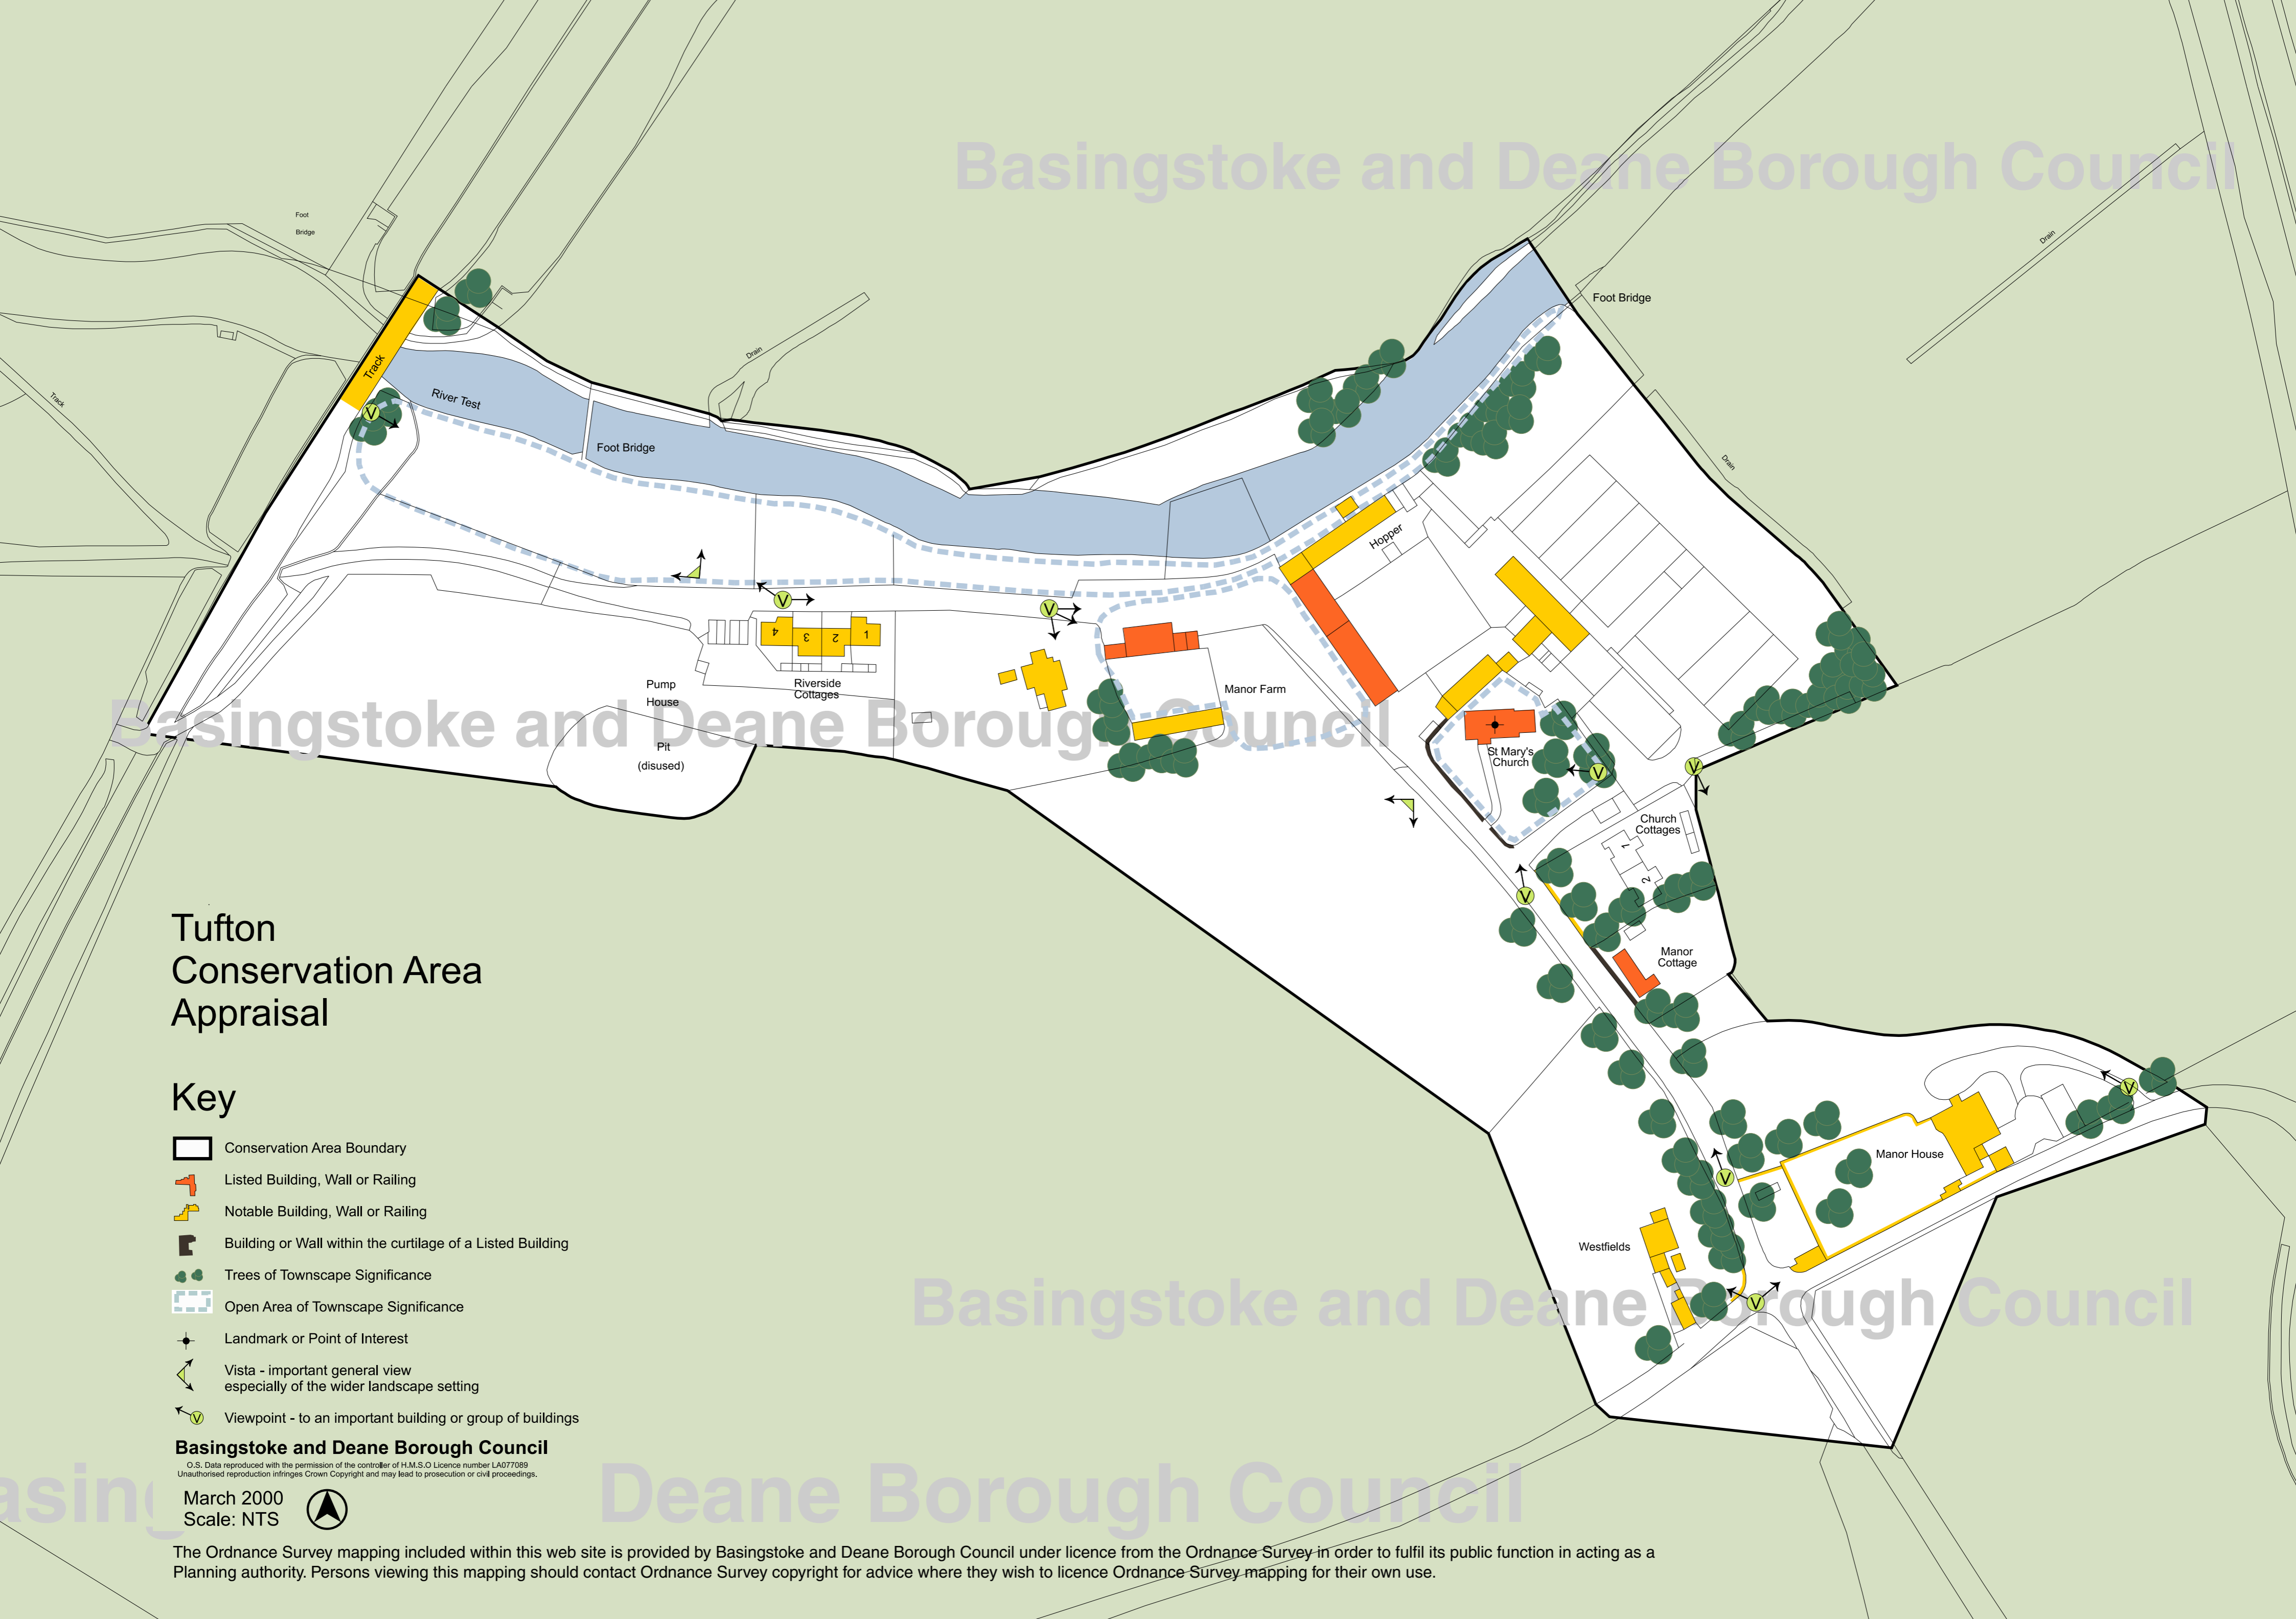 Basingstoke and Deane Borough Council
Foot
Bridge
Drain
Foot Bridge
Drain
Track
Track
River Test
Foot Bridge
Drain
Hopper
4
3
2
1
Riverside
Cottages
Pump
House
Manor Farm
Basingstoke and Deane Borough Council
Pit
(disused)
St Mary's
Church
V
V
V
V
V
V
V
V
V
Church
Cottages
1
2
Manor
Cottage
Manor House
Westfields
Basingstoke and Deane Borough Council
Tufton
Conservation Area
Appraisal
Key
Conservation Area Boundary
Listed Building, Wall or Railing
Notable Building, Wall or Railing
Building or Wall within the curtilage of a Listed Building
Trees of Townscape Significance
Open Area of Townscape Significance
Landmark or Point of Interest
Vista - important general view
especially of the wider landscape setting
V
Viewpoint - to an important building or group of buildings
Basingstoke and Deane Borough Council
O.S. Data reproduced with the permission of the controller of H.M.S.O Licence number LA077089
Unauthorised reproduction infringes Crown Copyright and may lead to prosecution or civil proceedings.
March 2000
Scale: NTS
asing Deane Borough Council
The Ordnance Survey mapping included within this web site is provided by Basingstoke and Deane Borough Council under licence from the Ordnance Survey in order to fulfil its public function in acting as a
Planning authority. Persons viewing this mapping should contact Ordnance Survey copyright for advice where they wish to licence Ordnance Survey mapping for their own use.